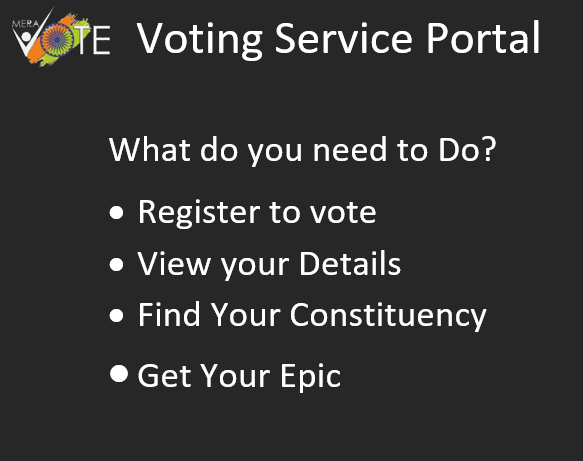 MERA
VOTE Voting Service Portal
What do you need to Do?
• Register to vote
• View your Details
• Find Your Constituency
• Get Your Epic